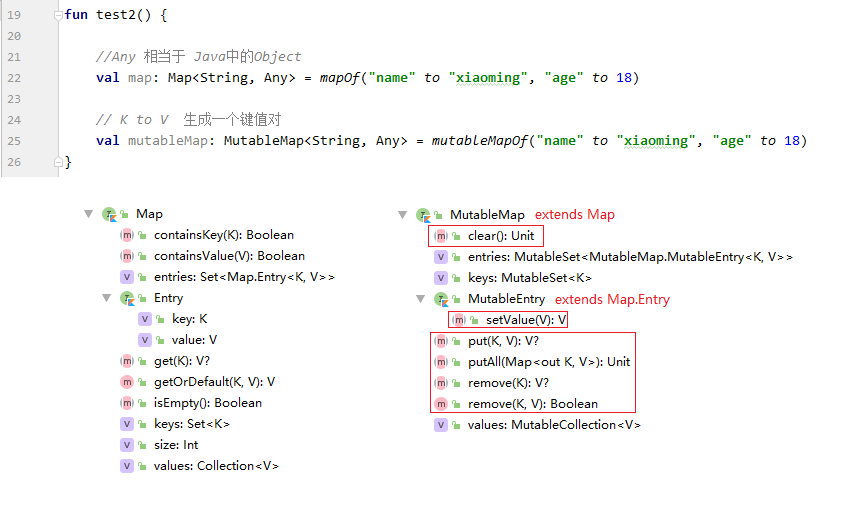 19 fun test2() {
20
21 //Any 相当于 Java中的Object
22 val map: Map<String, Any> = mapOf("name" to "xiaoming", "age" to 18)
23
24 // K to V  生成一个键值对
25 val mutableMap: MutableMap<String, Any> = mutableMapOf("name" to "xiaoming", "age" to 18)
26 }
Map
containsKey(K): Boolean
containsValue(V): Boolean
entries: Set<Map.Entry<K, V>>
Entry
key: K
value: V
get(K): V?
getOrDefault(K, V): V
isEmpty(): Boolean
keys: Set<K>
size: Int
values: Collection<V>
MutableMap extends Map
clear(): Unit
entries: MutableSet<MutableMap.MutableEntry<K, V>>
keys: MutableSet<K>
MutableEntry extends Map.Entry
setValue(V): V
put(K, V): V?
putAll(Map<out K, V>): Unit
remove(K): V?
remove(K, V): Boolean
values: MutableCollection<V>